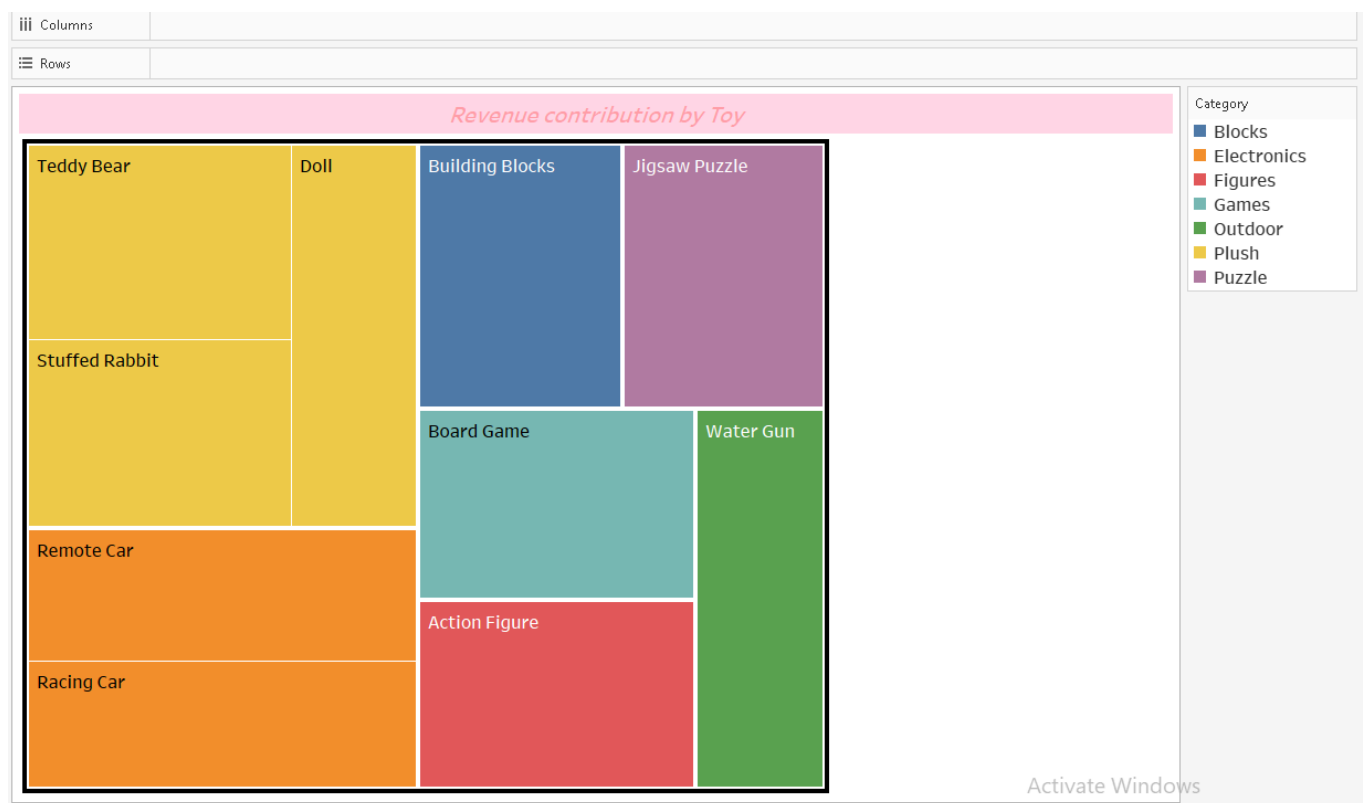 Columns
Rows
Revenue contribution by Toy
Teddy Bear
Doll
Building Blocks
Jigsaw Puzzle
Stuffed Rabbit
Board Game
Water Gun
Remote Car
Action Figure
Racing Car
Category
Blocks
Electronics
Figures
Games
Outdoor
Plush
Puzzle
Activate Windows